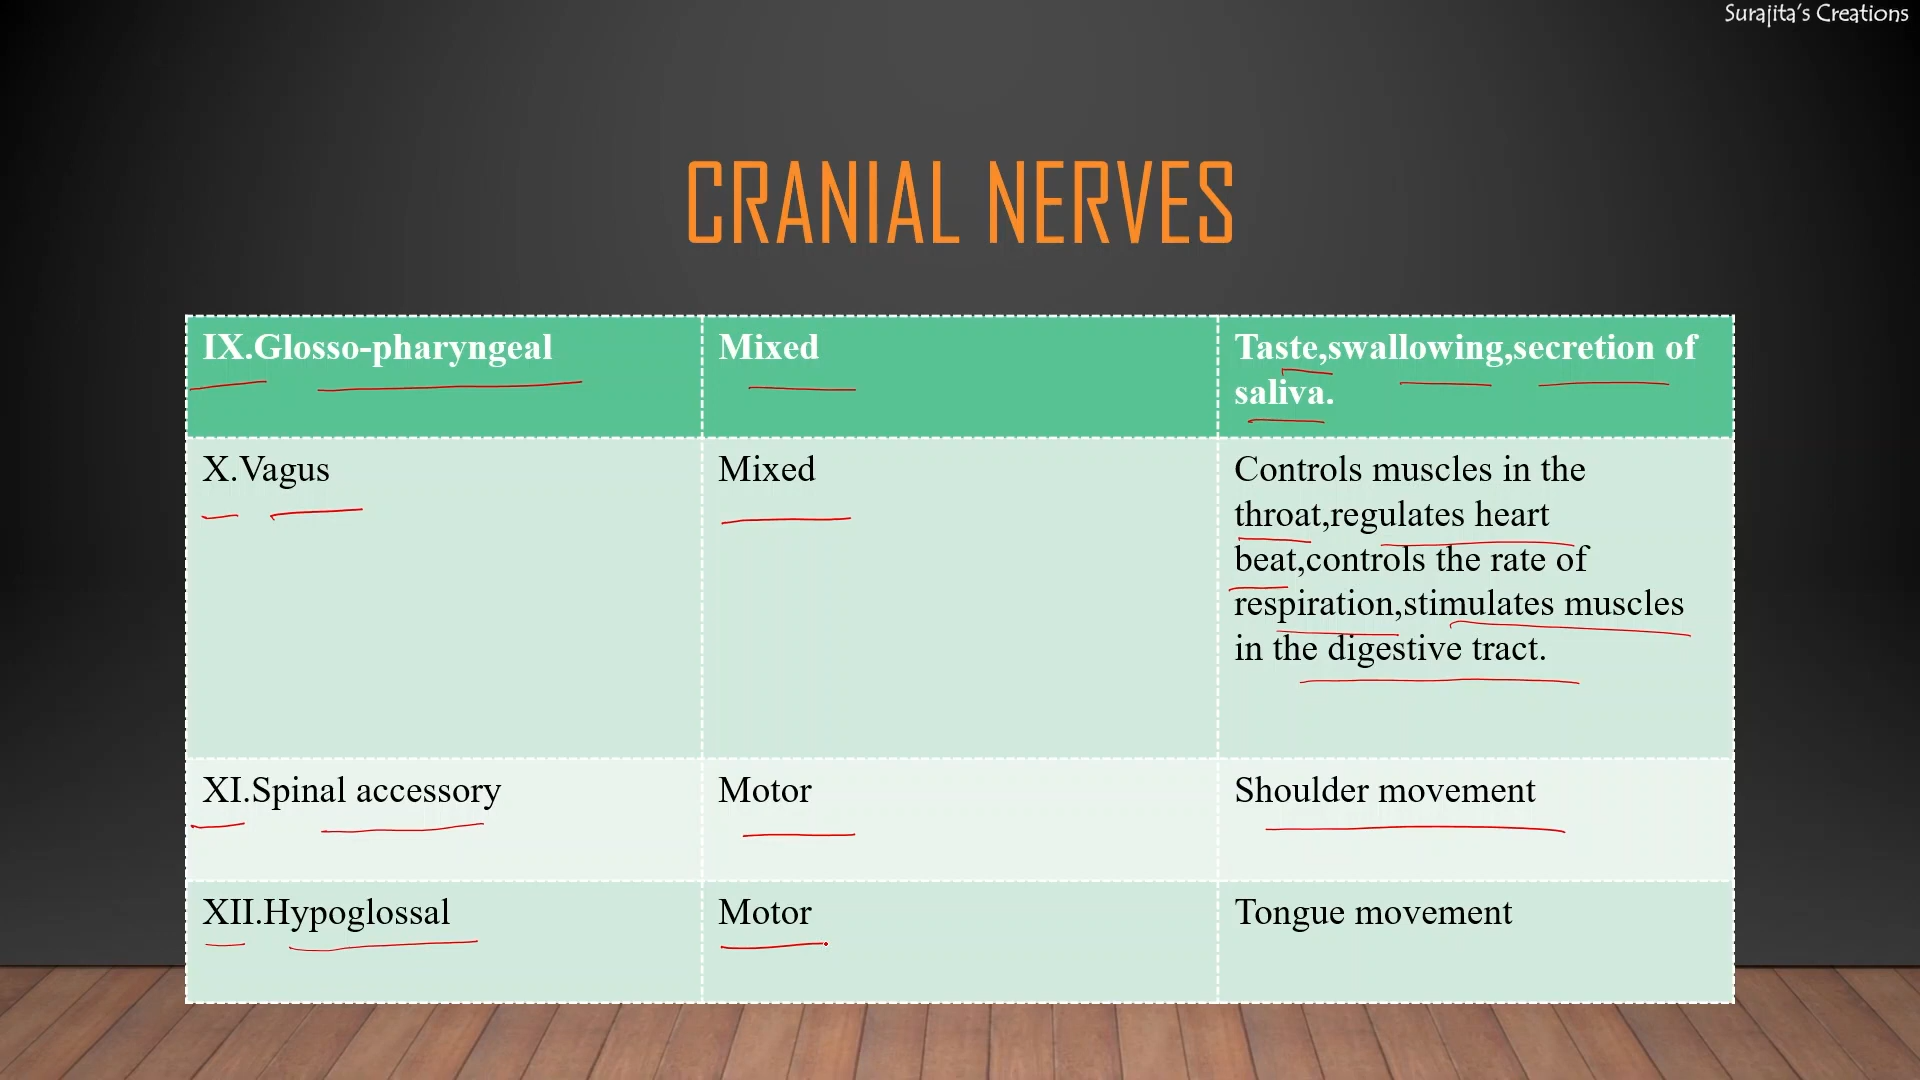 Surajita's Creations
CRANIAL NERVES
IX.Glosso-pharyngeal
Mixed
Taste,swallowing,secretion of
saliva.
X.Vagus
Mixed
Controls muscles in the
throat,regulates heart
beat,controls the rate of
respiration,stimulates muscles
in the digestive tract.
XI.Spinal accessory
Motor
Shoulder movement
XII.Hypoglossal
Motor
Tongue movement